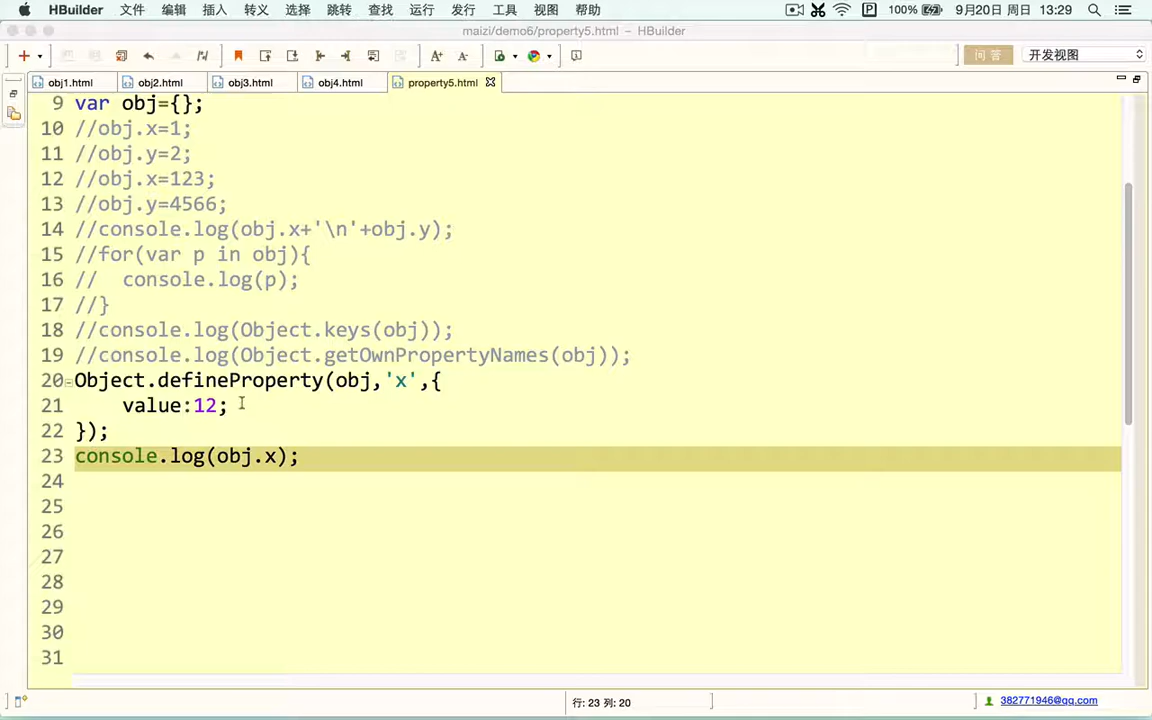 HBuilder 文件 编辑 插入 转义 选择 跳转 查找 运行 发行 工具 视图 帮助 100% 9月20日 周日 13:29
maizi/demo6/property5.html – HBuilder
问答 开发视图
obj1.html obj2.html obj3.html obj4.html property5.html
9 var obj={};
10 //obj.x=1;
11 //obj.y=2;
12 //obj.x=123;
13 //obj.y=4566;
14 //console.log(obj.x+'\n'+obj.y);
15 //for(var p in obj){
16 //  console.log(p);
17 //}
18 //console.log(Object.keys(obj));
19 //console.log(Object.getOwnPropertyNames(obj));
20 Object.defineProperty(obj,'x',{
21     value:12;
22 });
23 console.log(obj.x);
24
25
26
27
28
29
30
31
行: 23 列: 20 382771946@qq.com